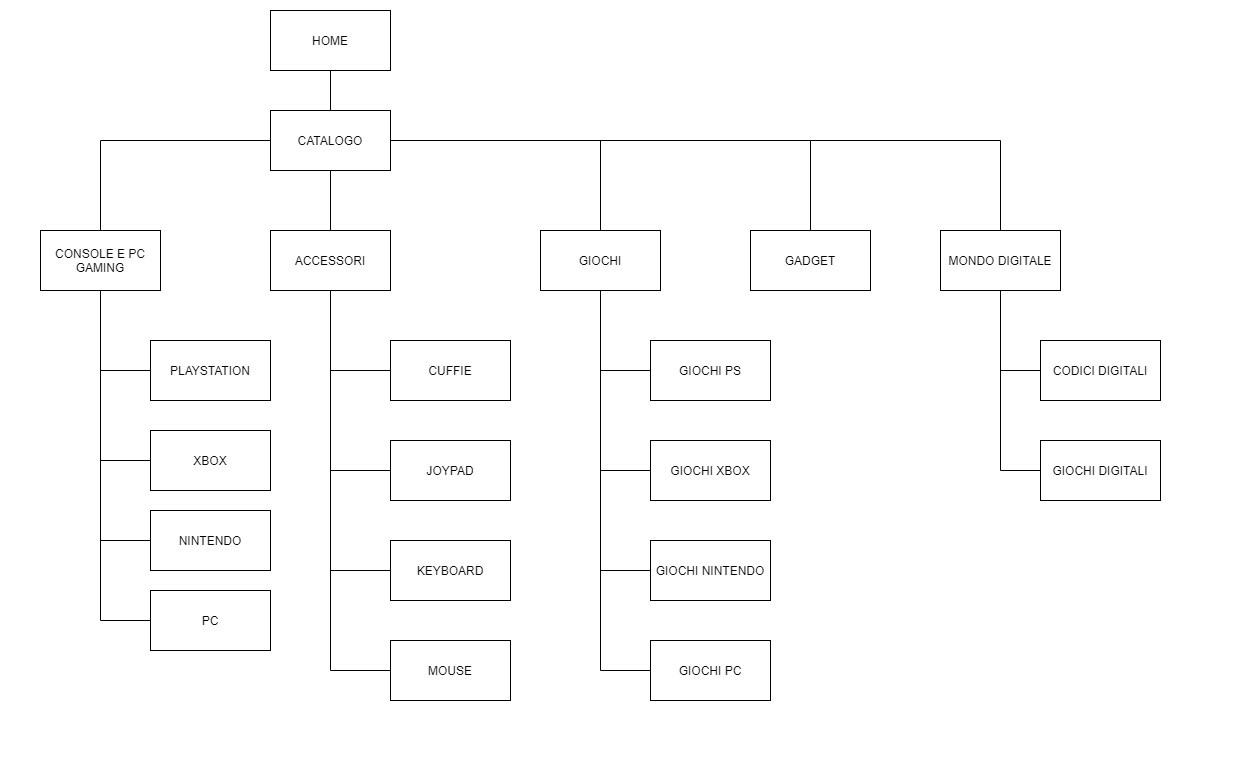 HOME
CATALOGO
CONSOLE E PC
GAMING
ACCESSORI
GIOCHI
GADGET
MONDO DIGITALE
PLAYSTATION
XBOX
NINTENDO
PC
CUFFIE
JOYPAD
KEYBOARD
MOUSE
GIOCHI PS
GIOCHI XBOX
GIOCHI NINTENDO
GIOCHI PC
CODICI DIGITALI
GIOCHI DIGITALI